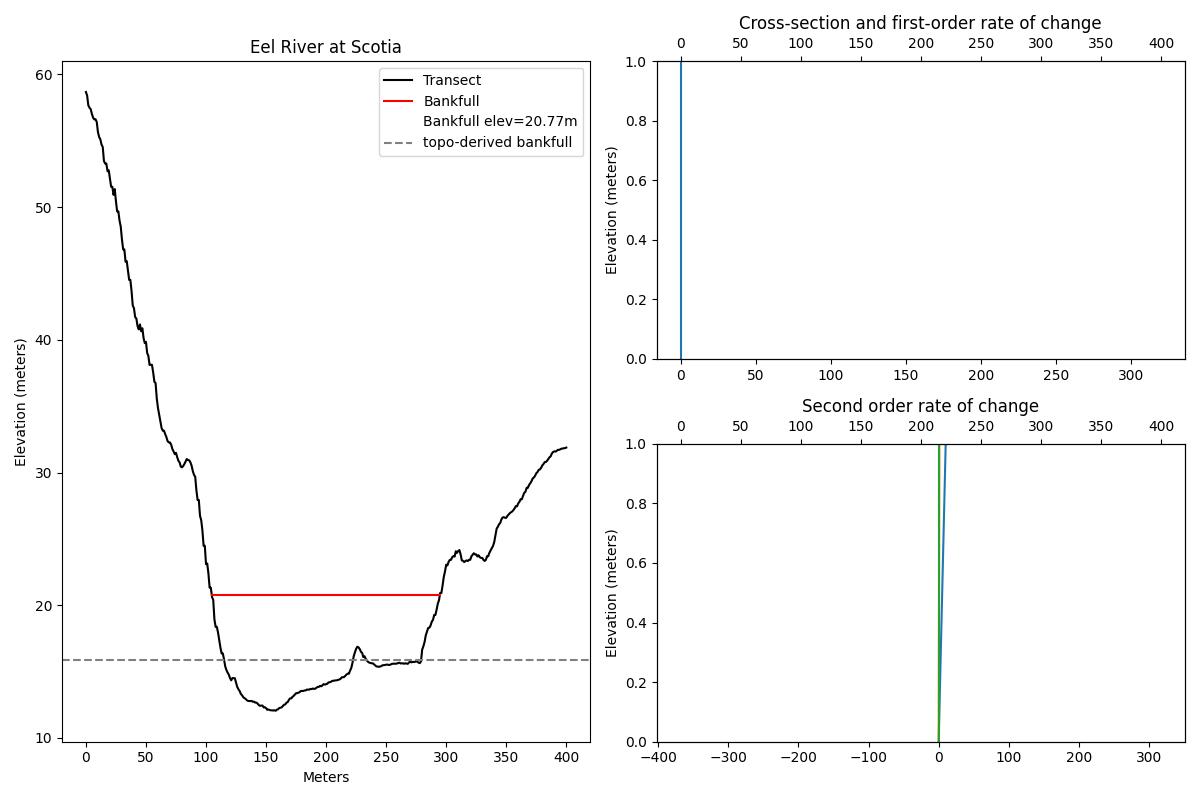 Eel River at Scotia
60
50
40
30
20
10
Elevation (meters)
Transect
Bankfull
Bankfull elev=20.77m
topo-derived bankfull
0 50 100 150 200 250 300 350 400
Meters
Cross-section and first-order rate of change
0 50 100 150 200 250 300 350 400
1.0
0.8
0.6
0.4
0.2
0.0
Elevation (meters)
0 50 100 150 200 250 300
Second order rate of change
0 50 100 150 200 250 300 350 400
1.0
0.8
0.6
0.4
0.2
0.0
Elevation (meters)
−400 −300 −200 −100 0 100 200 300